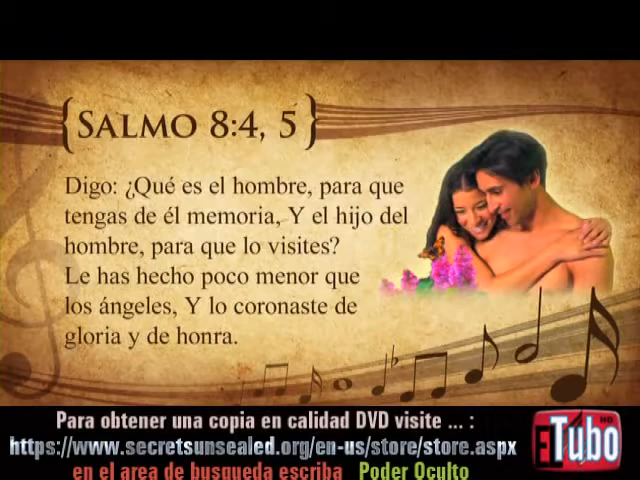 {SALMO 8:4, 5}
Digo: ¿Qué es el hombre, para que
tengas de él memoria, Y el hijo del
hombre, para que lo visites?
Le has hecho poco menor que
los ángeles, Y lo coronaste de
gloria y de honra.
Para obtener una copia en calidad DVD visite ... :
https://www.secretsunsealed.org/en-us/store/store.aspx
en el area de busqueda escriba Poder Oculto
HD
El Tubo